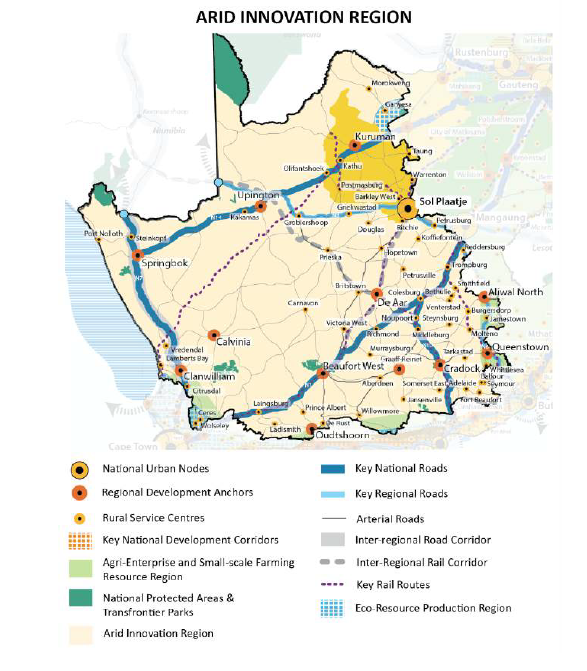 ARID INNOVATION REGION
Rustenburg
Gauteng
Morokweng
Ganyesa
Namibia
Kuruman
Taung
Olifantshoek
Kathu
Warrenton
Postmasburg
Upington
Barkley West
Sol Plaatje
Kakamas
Griekwastad
Groblershoop
Mangaung
Port Nolloth
Steinkopf
Douglas
Ritchie
Petrusburg
Koffiefontein
Springbok
Prieska
Hopetown
Reddersburg
Trompsburg
Petrusville
Britstown
Colesburg
Bethulie
Smithfield
Aliwal North
De Aar
Carnarvon
Venterstad
Burgersdorp
Noupoort
Steynsburg
Jamestown
Victoria West
Richmond
Middelburg
Molteno
Calvinia
Vredendal
Lamberts Bay
Murraysburg
Tarkastad
Queenstown
Clanwilliam
Beaufort West
Graaff-Reinet
Cradock
Whittlesea
Citrusdal
Aberdeen
Somerset East
Adelaide
Seymour
Jansenville
Fort Beaufort
Laingsburg
Prince Albert
Willowmore
Ceres
Wolseley
Ladismith
De Rust
Oudtshoorn
Cape Town
National Urban Nodes
Regional Development Anchors
Rural Service Centres
Key National Development Corridors
Agri-Enterprise and Small-scale Farming
Resource Region
National Protected Areas &
Transfrontier Parks
Arid Innovation Region
Key National Roads
Key Regional Roads
Arterial Roads
Inter-regional Road Corridor
Inter-Regional Rail Corridor
Key Rail Routes
Eco-Resource Production Region